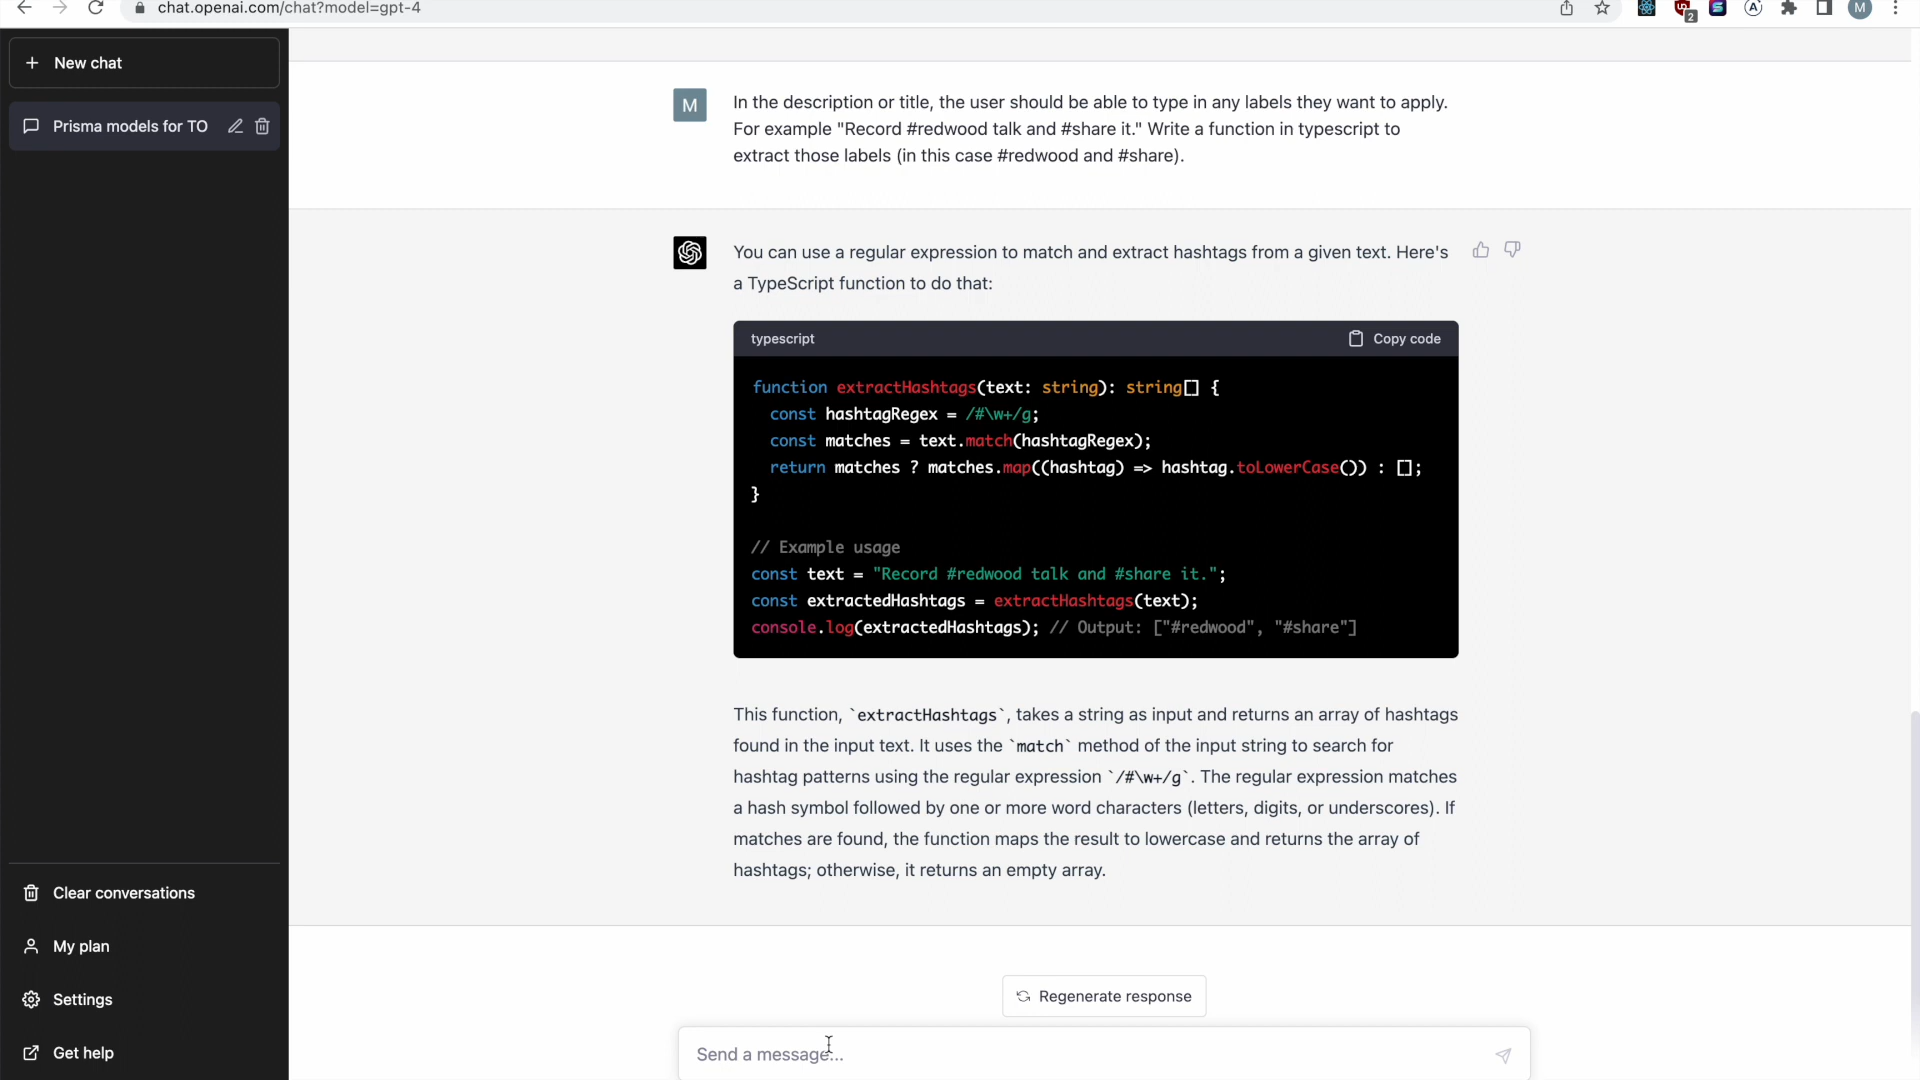 chat.openai.com/chat?model=gpt-4
2
A
M
New chat
Prisma models for TO
M
In the description or title, the user should be able to type in any labels they want to apply.
For example "Record #redwood talk and #share it." Write a function in typescript to
extract those labels (in this case #redwood and #share).
You can use a regular expression to match and extract hashtags from a given text. Here's
a TypeScript function to do that:
typescript
Copy code
function extractHashtags(text: string): string[] {
const hashtagRegex = /#\w+/g;
const matches = text.match(hashtagRegex);
return matches ? matches.map((hashtag) => hashtag.toLowerCase()) : [];
}
// Example usage
const text = "Record #redwood talk and #share it.";
const extractedHashtags = extractHashtags(text);
console.log(extractedHashtags); // Output: ["#redwood", "#share"]
This function, `extractHashtags`, takes a string as input and returns an array of hashtags
found in the input text. It uses the `match` method of the input string to search for
hashtag patterns using the regular expression `/#\w+/g`. The regular expression matches
a hash symbol followed by one or more word characters (letters, digits, or underscores). If
matches are found, the function maps the result to lowercase and returns the array of
hashtags; otherwise, it returns an empty array.
Clear conversations
My plan
Settings
Get help
Regenerate response
Send a message...